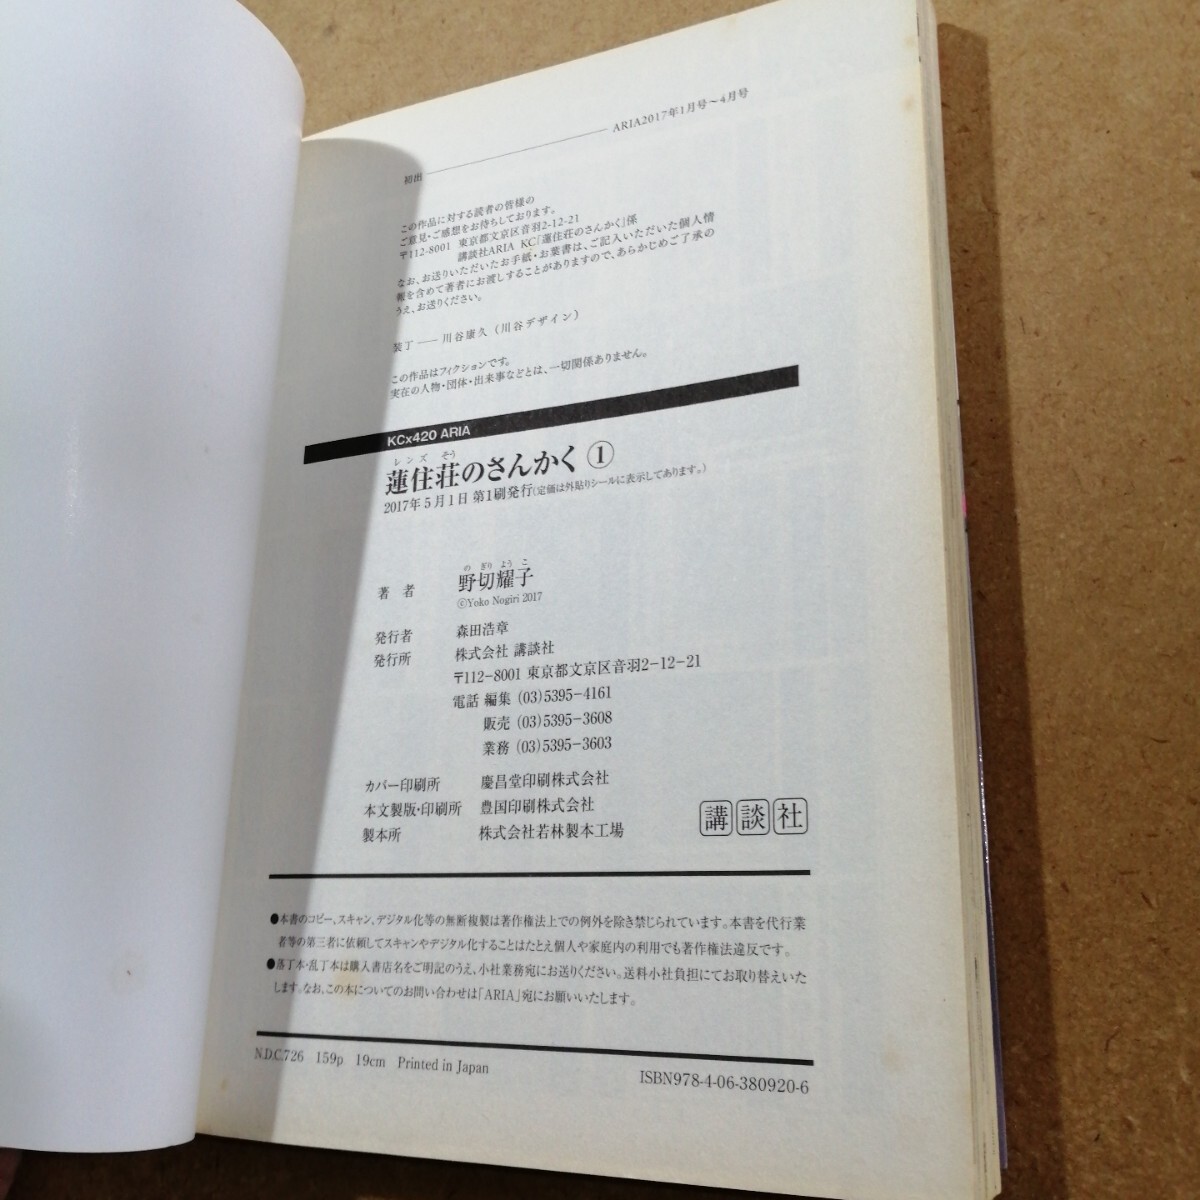 初出
ARIA2017年1月号～4月号
この作品に対する読者の皆様の
ご意見・ご感想をお待ちしております。
〒112-8001 東京都文京区音羽2-12-21
講談社ARIA KC「蓮住荘のさんかく」係
なお、お送りいただいたお手紙・お葉書は、ご記入いただいた個人情
報を含めて著者にお渡しすることがありますので、あらかじめご了承の
うえ、お送りください。
装丁――川谷康久（川谷デザイン）
この作品はフィクションです。
実在の人物・団体・出来事などとは、一切関係ありません。
KCx420 ARIA
レンズ そう
蓮住荘のさんかく ①
2017年5月1日 第1刷発行(定価は外貼りシールに表示してあります。)
の ぎり よう こ
著者 野切耀子
©Yoko Nogiri 2017
発行者 森田浩章
発行所 株式会社 講談社
〒112-8001 東京都文京区音羽2-12-21
電話 編集 (03)5395-4161
販売 (03)5395-3608
業務 (03)5395-3603
カバー印刷所 慶昌堂印刷株式会社
本文製版・印刷所 豊国印刷株式会社
製本所 株式会社若林製本工場
講談社
●本書のコピー、スキャン、デジタル化等の無断複製は著作権法上での例外を除き禁じられています。本書を代行業
者等の第三者に依頼してスキャンやデジタル化することはたとえ個人や家庭内の利用でも著作権法違反です。
●落丁本・乱丁本は購入書店名をご明記のうえ、小社業務宛にお送りください。送料小社負担にてお取り替えいた
します。なお、この本についてのお問い合わせは「ARIA」宛にお願いいたします。
N.D.C.726 159p 19cm Printed in Japan
ISBN978-4-06-380920-6